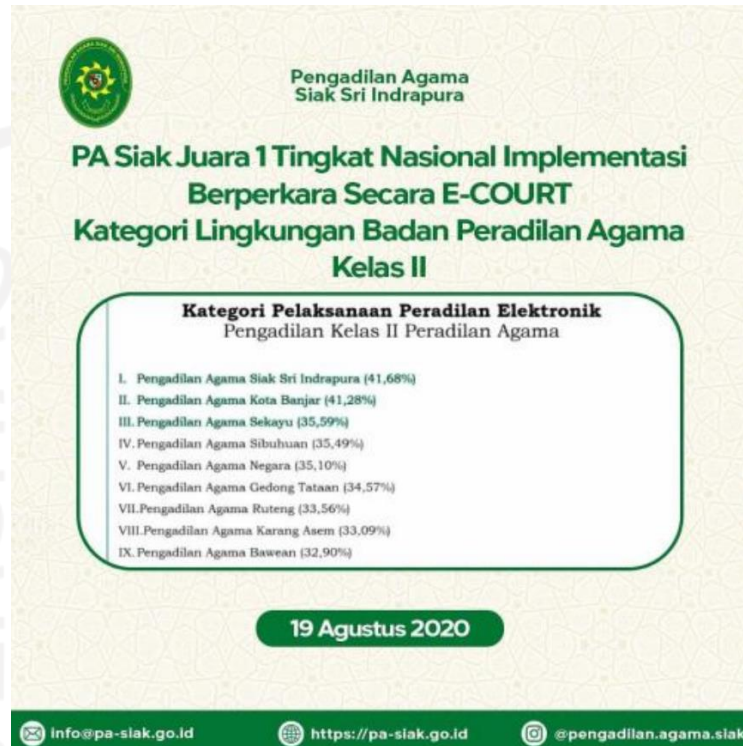 Pengadilan Agama
Siak Sri Indrapura
PA Siak Juara 1 Tingkat Nasional Implementasi
Berperkara Secara E-COURT
Kategori Lingkungan Badan Peradilan Agama
Kelas II
Kategori Pelaksanaan Peradilan Elektronik
Pengadilan Kelas II Peradilan Agama
I. Pengadilan Agama Siak Sri Indrapura (41,68%)
II. Pengadilan Agama Kota Banjar (41,28%)
III. Pengadilan Agama Sekayu (35,59%)
IV. Pengadilan Agama Sibuhuan (35,49%)
V. Pengadilan Agama Negara (35,10%)
VI. Pengadilan Agama Gedong Tataan (34,57%)
VII. Pengadilan Agama Ruteng (33,56%)
VIII. Pengadilan Agama Karang Asem (33,09%)
IX. Pengadilan Agama Bawean (32,90%)
19 Agustus 2020
info@pa-siak.go.id
https://pa-siak.go.id
@pengadilan.agama.siak